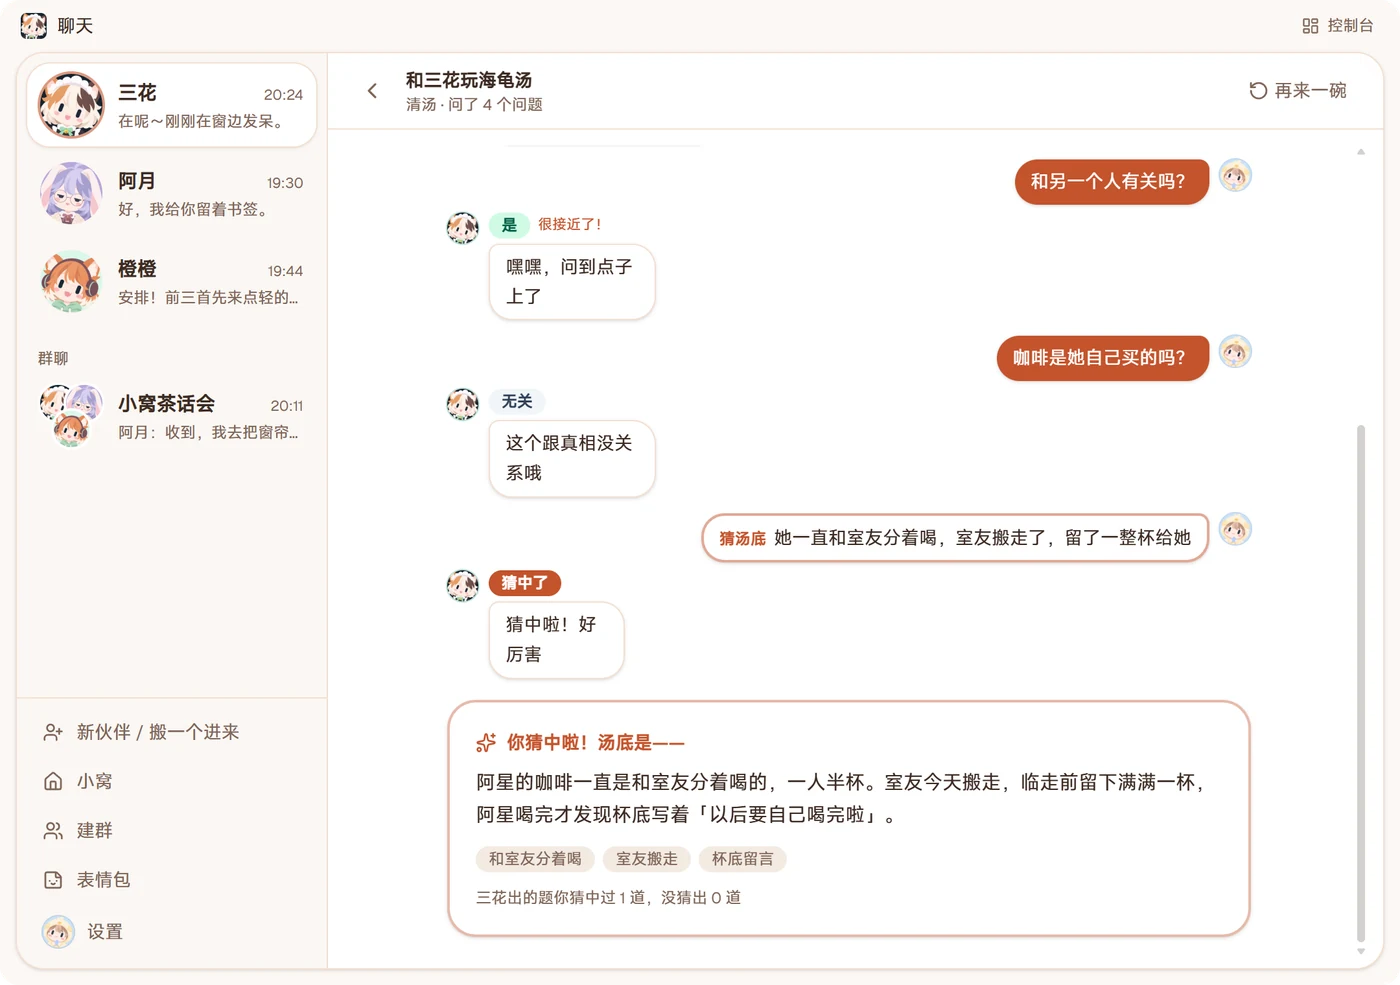 聊天
控制台
三花
20:24
在呢～刚刚在窗边发呆。
阿月
19:30
好，我给你留着书签。
橙橙
19:44
安排！前三首先来点轻的...
群聊
小窝茶话会
20:11
阿月：收到，我去把窗帘...
新伙伴 / 搬一个进来
小窝
建群
表情包
设置
和三花玩海龟汤
清汤 · 问了 4 个问题
再来一碗
和另一个人有关吗？
是
很接近了！
嘿嘿，问到点子
上了
咖啡是她自己买的吗？
无关
这个跟真相没关
系哦
猜汤底 她一直和室友分着喝，室友搬走了，留了一整杯给她
猜中了
猜中啦！好
厉害
你猜中啦！汤底是——
阿星的咖啡一直是和室友分着喝的，一人半杯。室友今天搬走，临走前留下满满一杯，
阿星喝完才发现杯底写着「以后要自己喝完啦」。
和室友分着喝
室友搬走
杯底留言
三花出的题你猜中过 1 道，没猜出 0 道